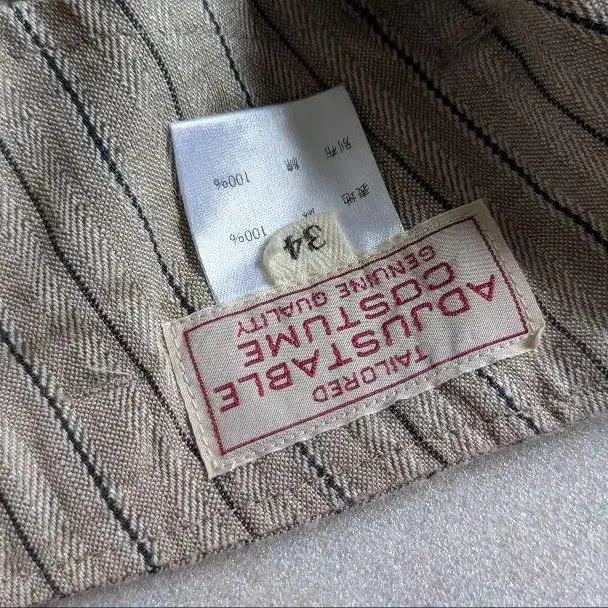 TAILORED
ADJUSTABLE
COSTUME
GENUINE QUALITY
34
表地 100%
別布 綿 100%